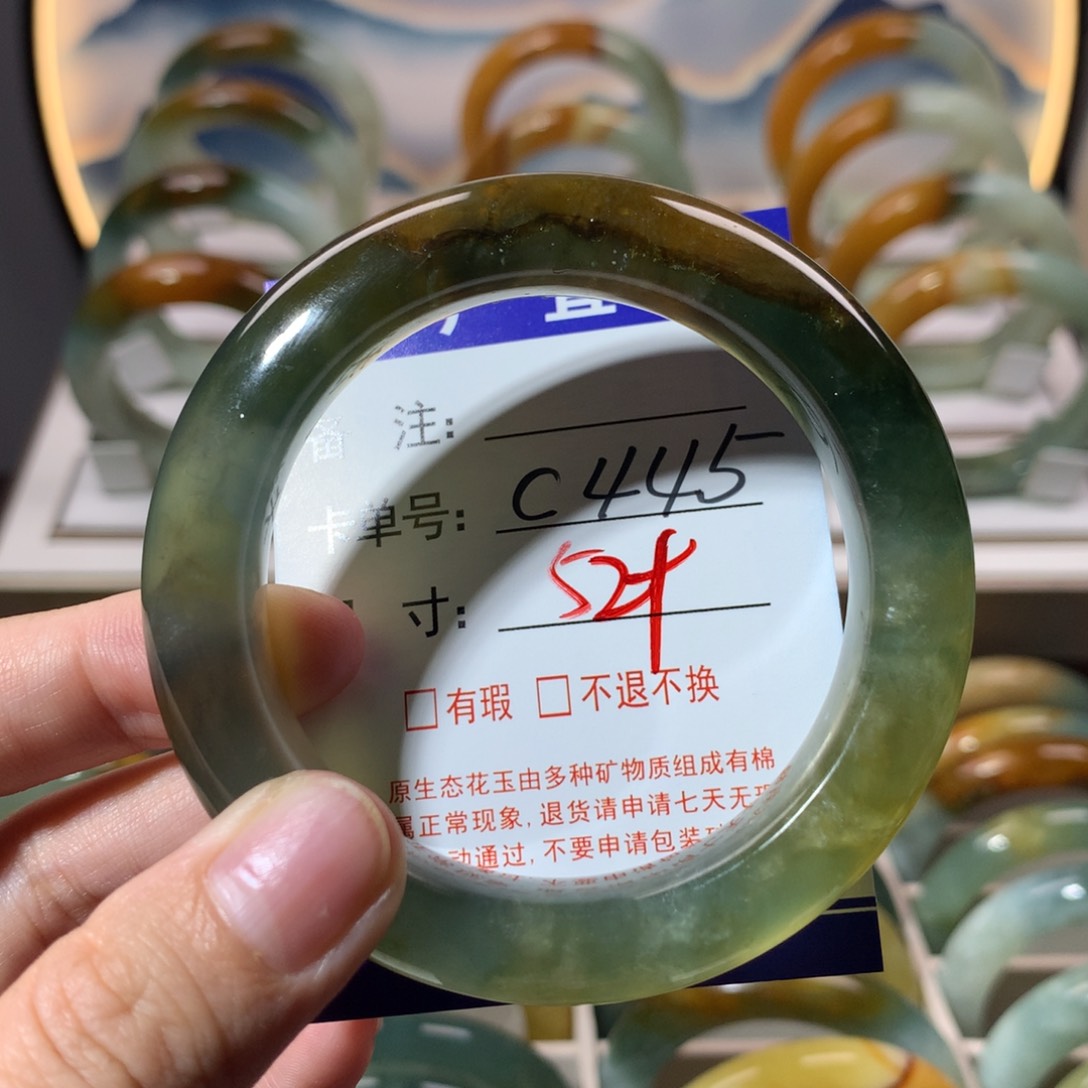 直
备 注:
卡单号: C445
寸: 524
□有瑕 □不退不换
原生态花玉由多种矿物质组成有棉
属正常现象,退货请申请七天无理
动通过,不要申请包装